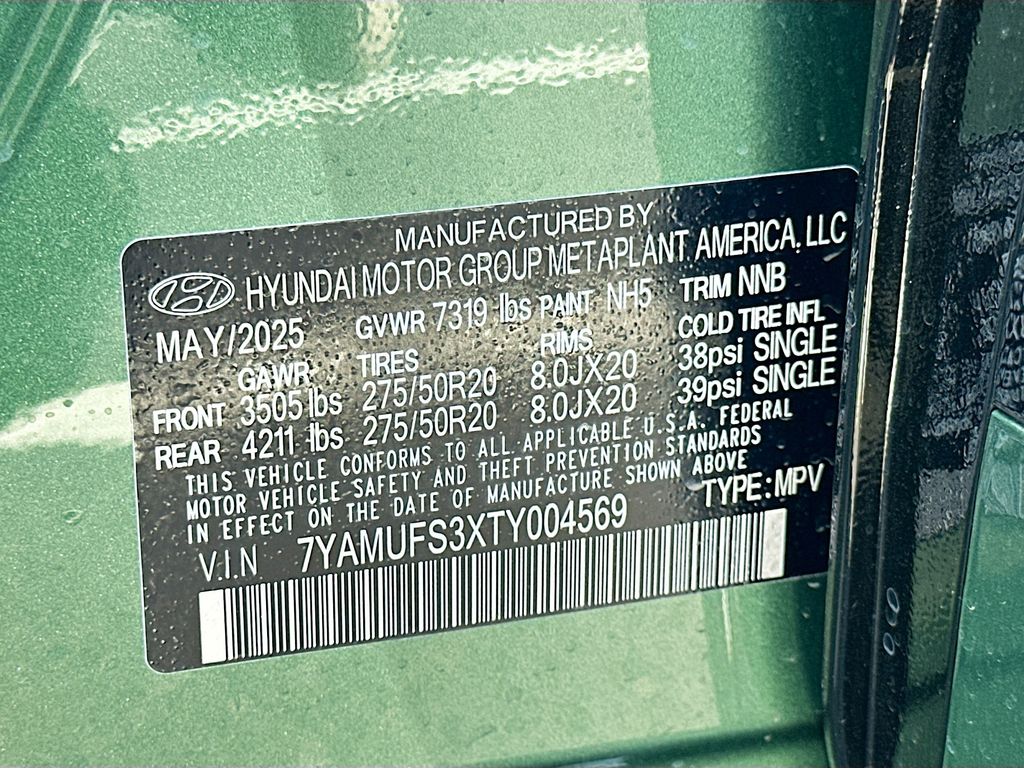 MANUFACTURED BY
HYUNDAI MOTOR GROUP METAPLANT AMERICA, LLC
MAY/2025 GVWR 7319 lbs PAINT NH5 TRIM NNB
GAWR TIRES RIMS COLD TIRE INFL
FRONT 3505 lbs 275/50R20 8.0JX20 38psi SINGLE
REAR 4211 lbs 275/50R20 8.0JX20 39psi SINGLE
THIS VEHICLE CONFORMS TO ALL APPLICABLE U.S.A. FEDERAL
MOTOR VEHICLE SAFETY AND THEFT PREVENTION STANDARDS
IN EFFECT ON THE DATE OF MANUFACTURE SHOWN ABOVE
V.I.N 7YAMUFS3XTY004569 TYPE: MPV